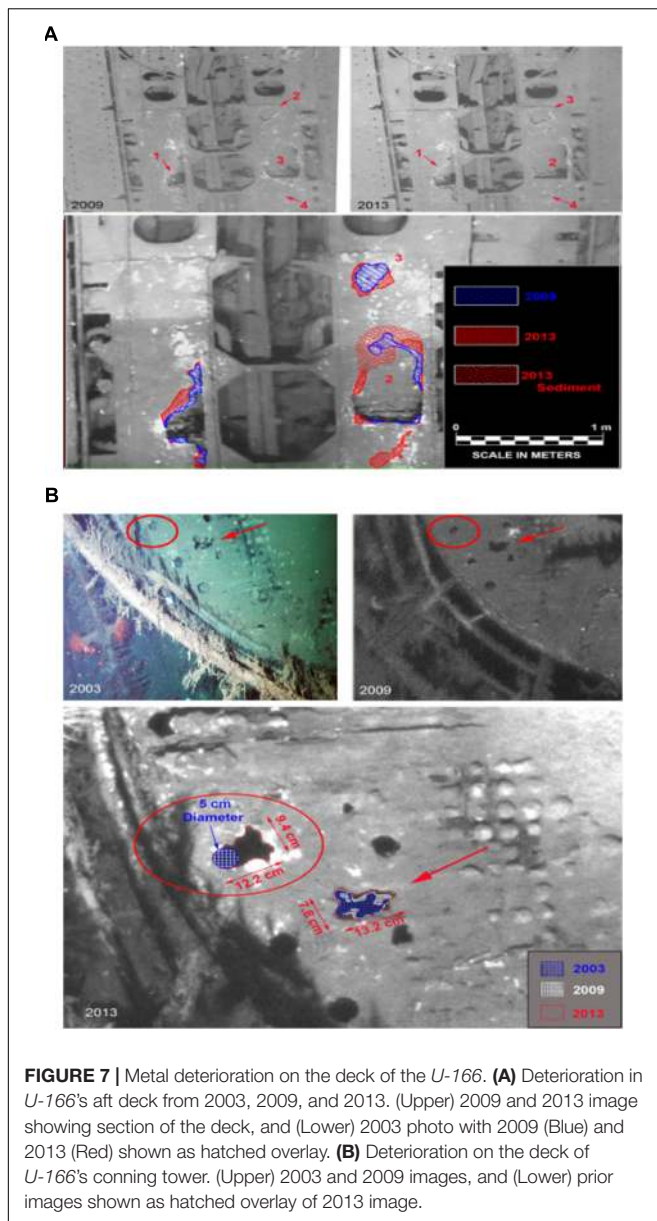 A
2
1
3
4
2009
3
1
2
4
2013
3
2
2009
2013
2013
Sediment
0 1 m
SCALE IN METERS
B
2003
2009
5 cm
Diameter
9.4 cm
12.2 cm
7.6 cm
13.2 cm
2003
2009
2013
2013
FIGURE 7 | Metal deterioration on the deck of the U-166. (A) Deterioration in
U-166's aft deck from 2003, 2009, and 2013. (Upper) 2009 and 2013 image
showing section of the deck, and (Lower) 2003 photo with 2009 (Blue) and
2013 (Red) shown as hatched overlay. (B) Deterioration on the deck of
U-166's conning tower. (Upper) 2003 and 2009 images, and (Lower) prior
images shown as hatched overlay of 2013 image.